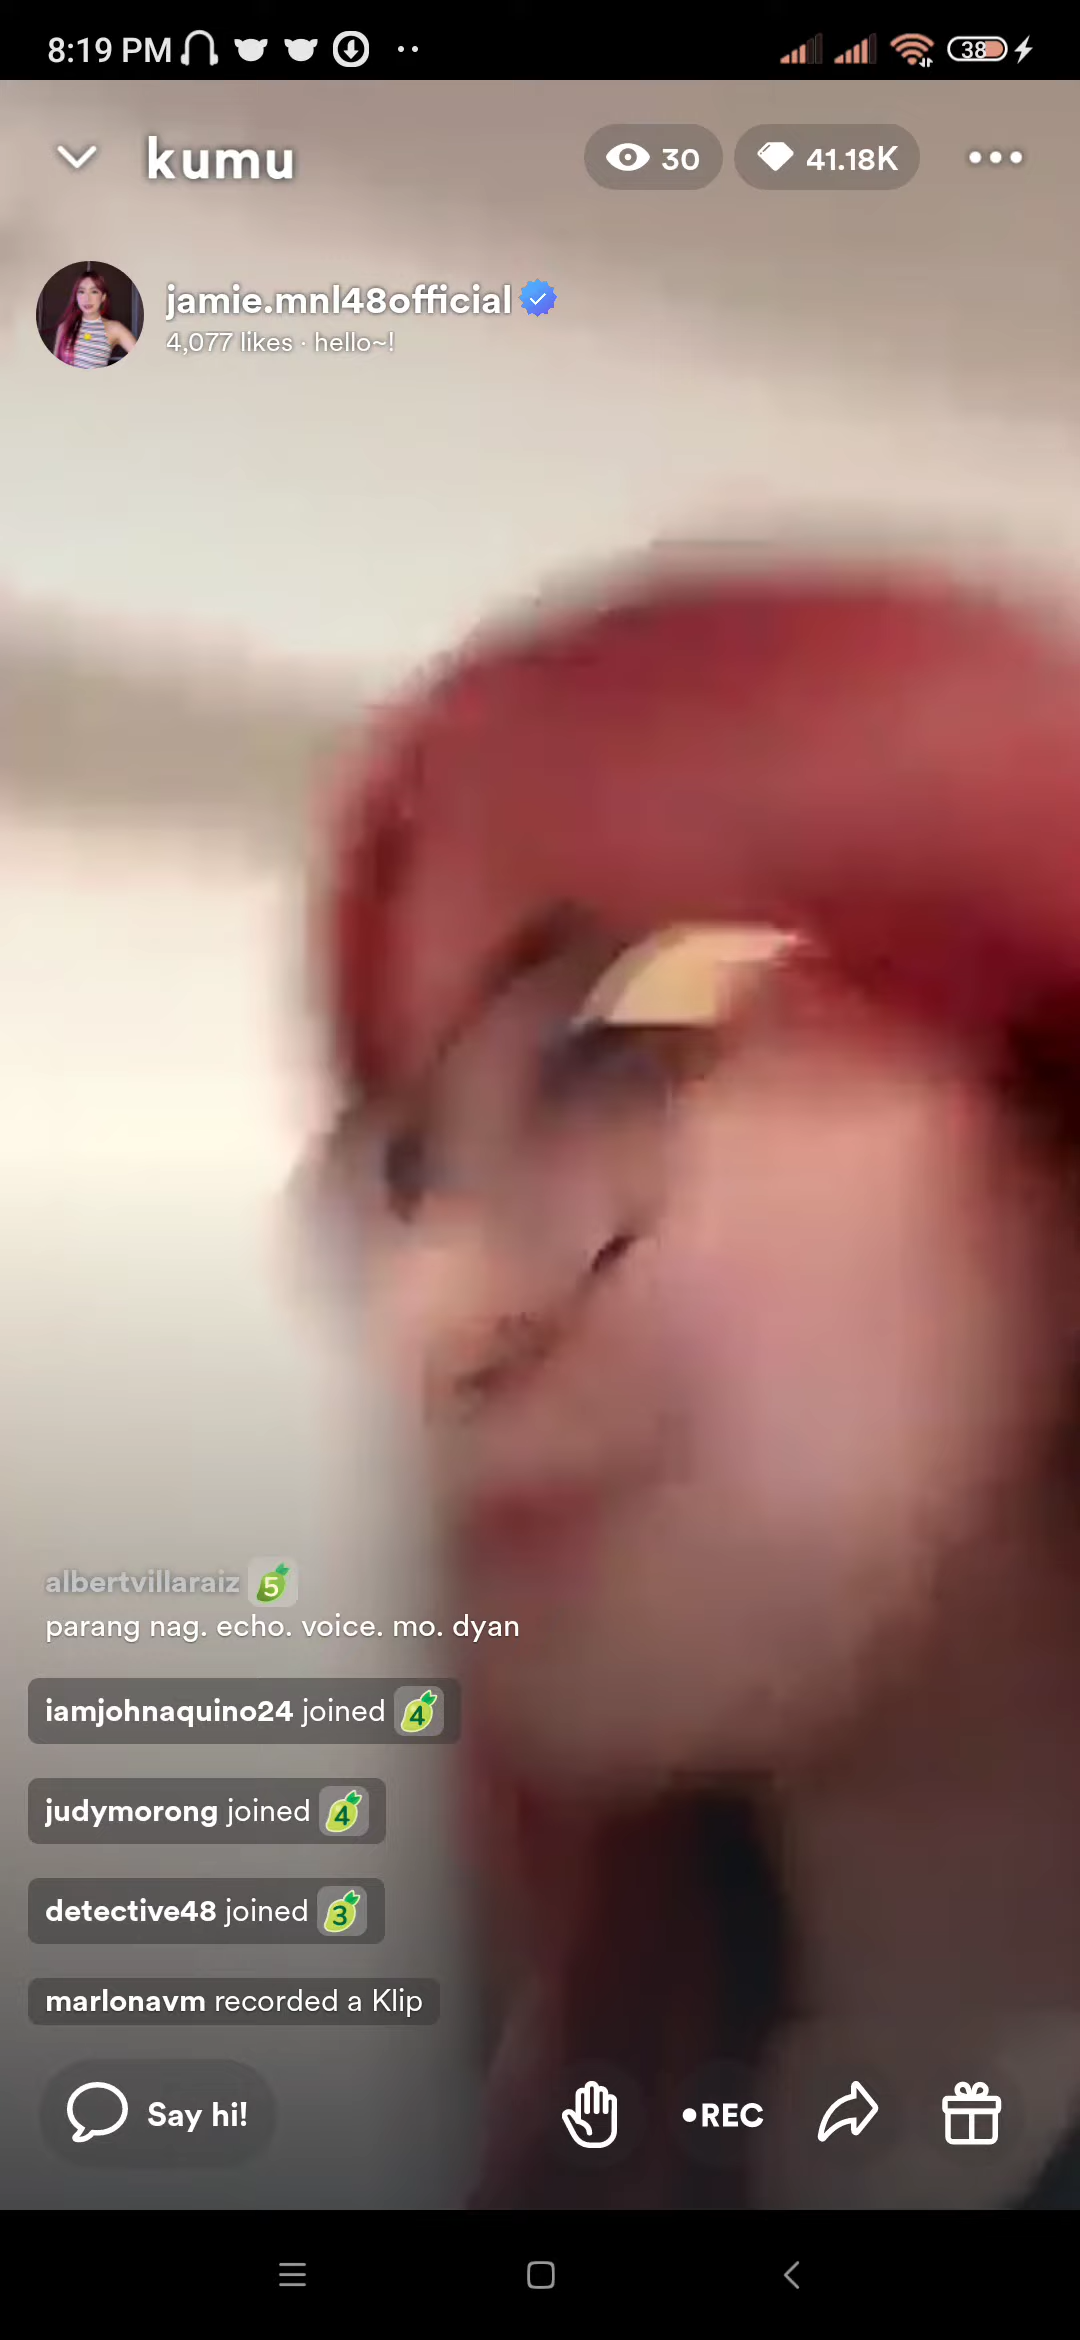 8:19 PM
38
kumu
30
41.18K
jamie.mnl48official
4,077 likes · hello~!
albertvillaraiz 5
parang nag. echo. voice. mo. dyan
iamjohnaquino24 joined 4
judymorong joined 4
detective48 joined 3
marlonavm recorded a Klip
Say hi!
•REC